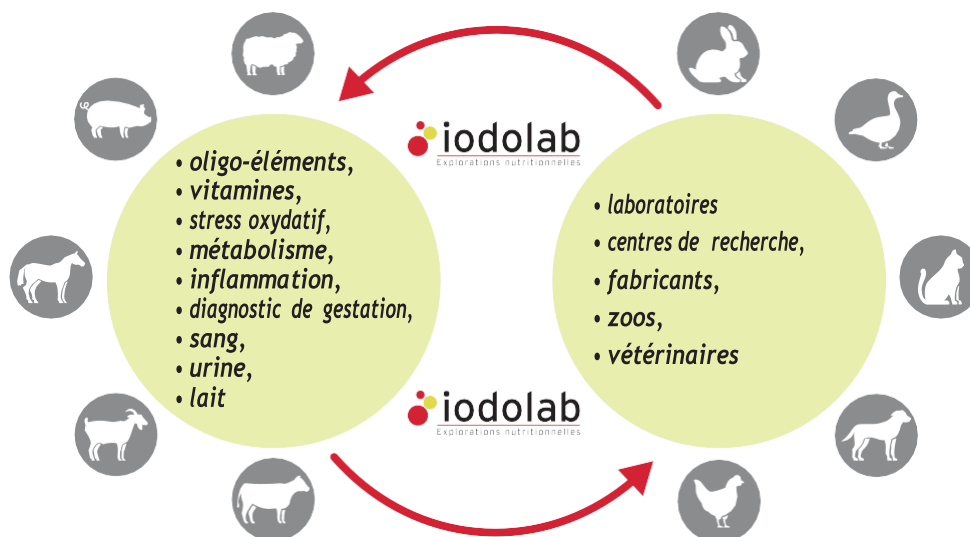 iodolab
Explorations nutritionnelles
• oligo-éléments,
• vitamines,
• stress oxydatif,
• métabolisme,
• inflammation,
• diagnostic de gestation,
• sang,
• urine,
• lait
• laboratoires
• centres de recherche,
• fabricants,
• zoos,
• vétérinaires
iodolab
Explorations nutritionnelles